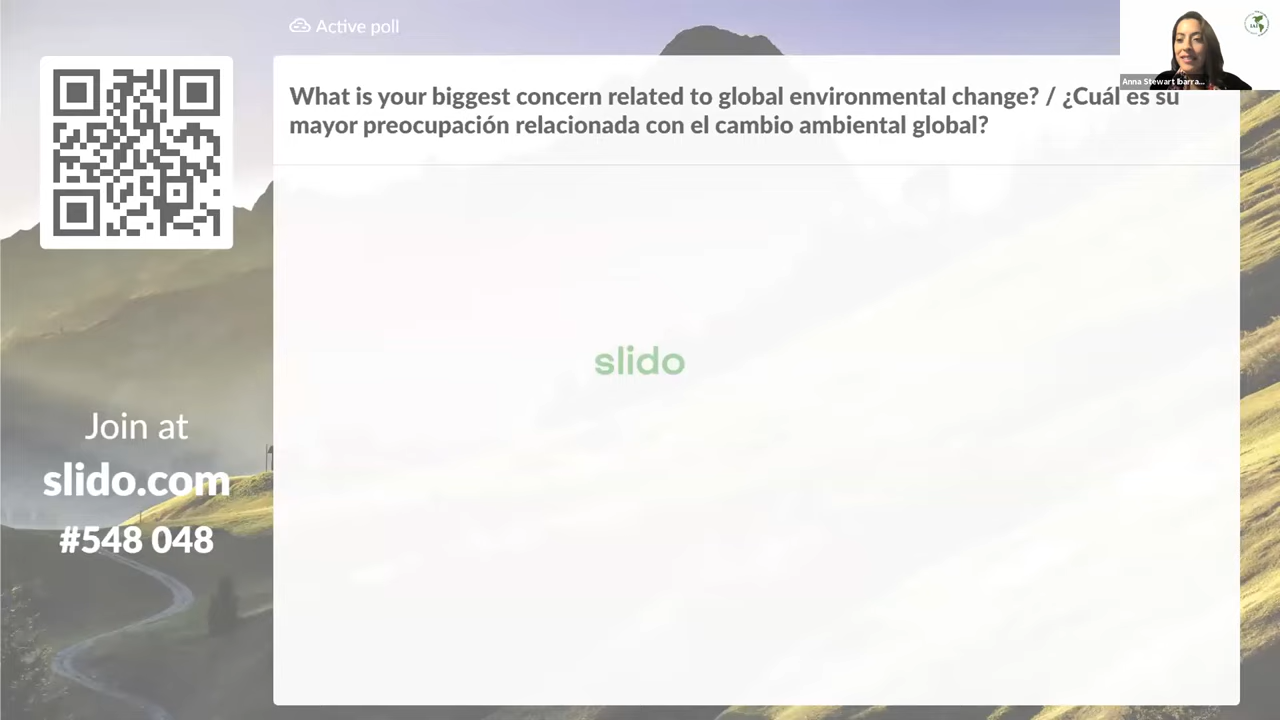 Active poll
What is your biggest concern related to global environmental change? / ¿Cuál es su
mayor preocupación relacionada con el cambio ambiental global?
Anna Stewart Ibarra...
IAI
slido
Join at
slido.com
#548 048